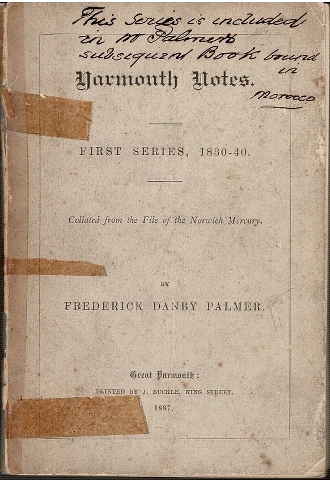 This series is included
in Mr Palmers
subsequent Book bound
in
Morocco
Yarmouth Notes.
FIRST SERIES, 1830-40.
Collated from the File of the Norwich Mercury.
BY
FREDERICK DANBY PALMER.
Great Yarmouth:
PRINTED BY J. BUCKLE, KING STREET.
1887.